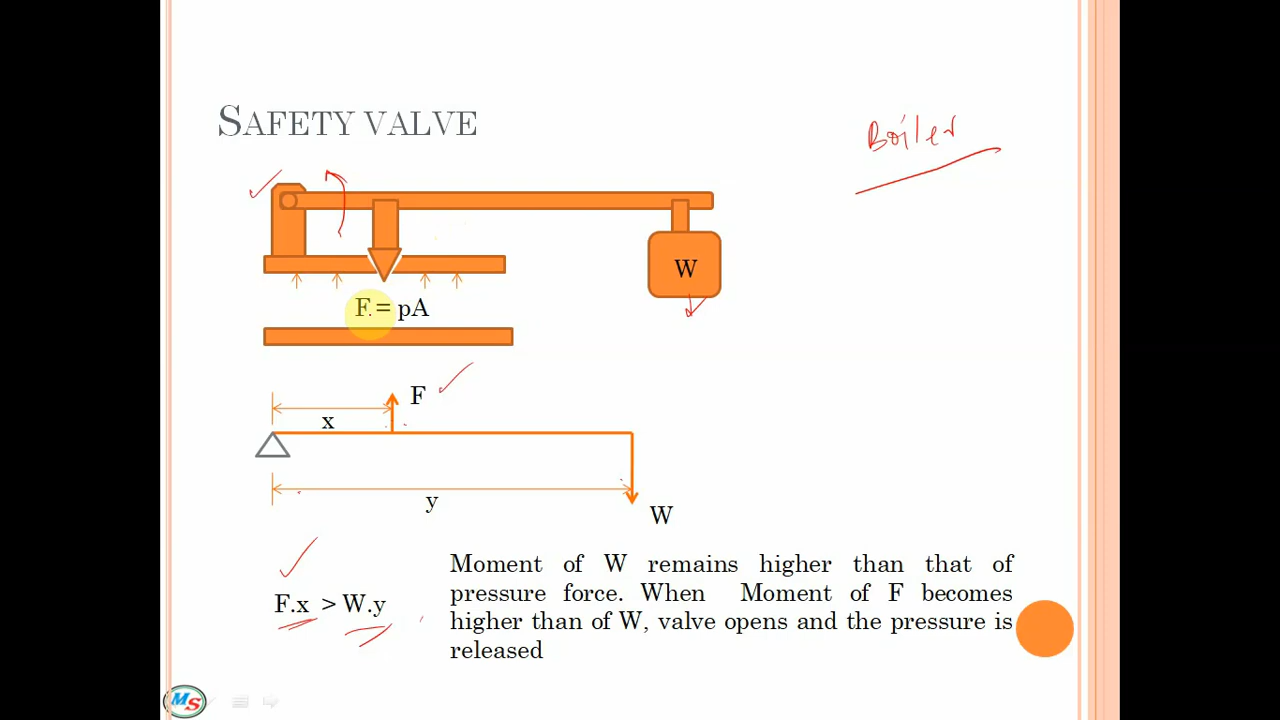 SAFETY VALVE
Boiler
W
F = pA
F
x
y
W
F.x > W.y
Moment of W remains higher than that of
pressure force. When Moment of F becomes
higher than of W, valve opens and the pressure is
released
MS